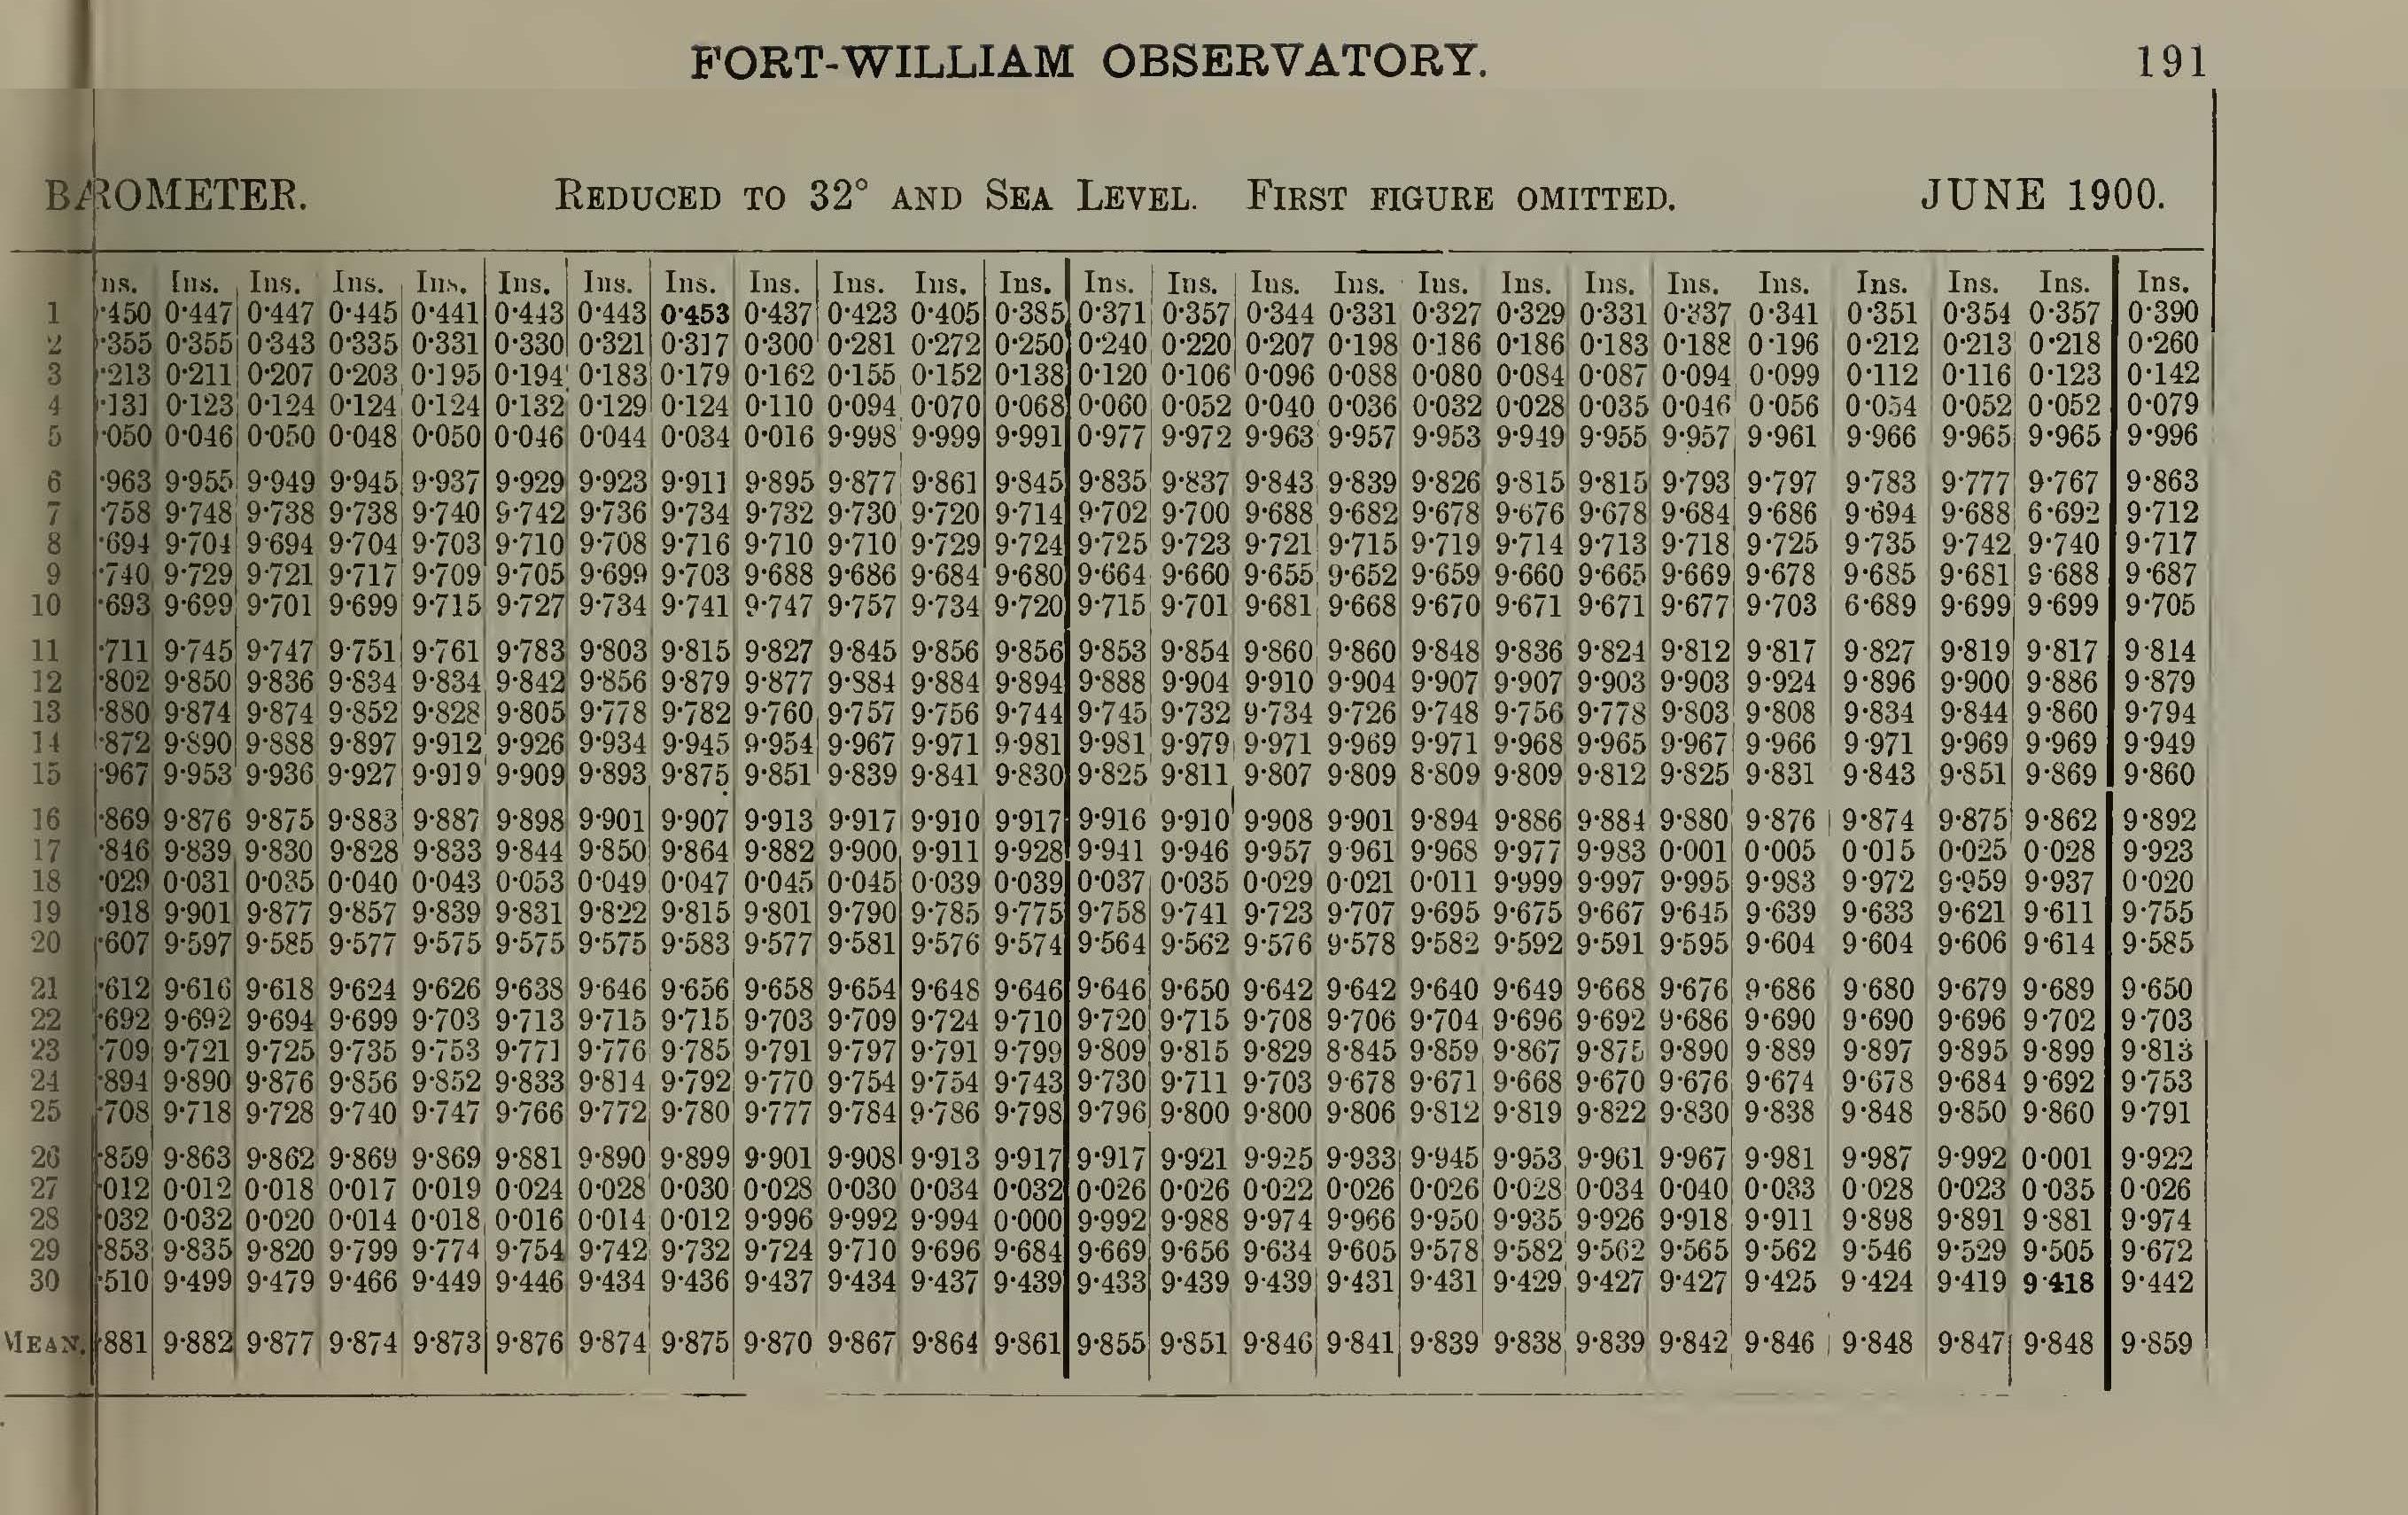 FORT-WILLIAM OBSERVATORY. 191
BAROMETER. REDUCED TO 32° AND SEA LEVEL. FIRST FIGURE OMITTED. JUNE 1900.
Ins. Ins. Ins. Ins. Ins. Ins. Ins. Ins. Ins. Ins. Ins. Ins. Ins. Ins. Ins. Ins. Ins. Ins. Ins. Ins. Ins. Ins. Ins. Ins.
1 ·450 0·447 0·447 0·445 0·441 0·443 0·443 0·453 0·437 0·423 0·405 0·385 0·371 0·357 0·344 0·331 0·327 0·329 0·331 0·337 0·341 0·351 0·354 0·357 0·390
2 ·355 0·355 0·343 0·335 0·331 0·330 0·321 0·317 0·300 0·281 0·272 0·250 0·240 0·220 0·207 0·198 0·186 0·186 0·183 0·188 0·196 0·212 0·213 0·218 0·260
3 ·213 0·211 0·207 0·203 0·195 0·194 0·183 0·179 0·162 0·155 0·152 0·138 0·120 0·106 0·096 0·088 0·080 0·084 0·087 0·094 0·099 0·112 0·116 0·123 0·142
4 ·131 0·123 0·124 0·124 0·124 0·132 0·129 0·124 0·110 0·094 0·070 0·068 0·060 0·052 0·040 0·036 0·032 0·028 0·035 0·046 0·056 0·054 0·052 0·052 0·079
5 ·050 0·046 0·050 0·048 0·050 0·046 0·044 0·034 0·016 9·998 9·999 9·991 0·977 9·972 9·963 9·957 9·953 9·949 9·955 9·957 9·961 9·966 9·965 9·965 9·996
6 ·963 9·955 9·949 9·945 9·937 9·929 9·923 9·911 9·895 9·877 9·861 9·845 9·835 9·837 9·843 9·839 9·826 9·815 9·815 9·793 9·797 9·783 9·777 9·767 9·863
7 ·758 9·748 9·738 9·738 9·740 9·742 9·736 9·734 9·732 9·730 9·720 9·714 9·702 9·700 9·688 9·682 9·678 9·676 9·678 9·684 9·686 9·694 9·688 6·692 9·712
8 ·694 9·704 9·694 9·704 9·703 9·710 9·708 9·716 9·710 9·710 9·729 9·724 9·725 9·723 9·721 9·715 9·719 9·714 9·713 9·718 9·725 9·735 9·742 9·740 9·717
9 ·740 9·729 9·721 9·717 9·709 9·705 9·699 9·703 9·688 9·686 9·684 9·680 9·664 9·660 9·655 9·652 9·659 9·660 9·665 9·669 9·678 9·685 9·681 9·688 9·687
10 ·693 9·699 9·701 9·699 9·715 9·727 9·734 9·741 9·747 9·757 9·734 9·720 9·715 9·701 9·681 9·668 9·670 9·671 9·671 9·677 9·703 6·689 9·699 9·699 9·705
11 ·711 9·745 9·747 9·751 9·761 9·783 9·803 9·815 9·827 9·845 9·856 9·856 9·853 9·854 9·860 9·860 9·848 9·836 9·824 9·812 9·817 9·827 9·819 9·817 9·814
12 ·802 9·850 9·836 9·834 9·834 9·842 9·856 9·879 9·877 9·884 9·884 9·894 9·888 9·904 9·910 9·904 9·907 9·907 9·903 9·903 9·924 9·896 9·900 9·886 9·879
13 ·880 9·874 9·874 9·852 9·828 9·805 9·778 9·782 9·760 9·757 9·756 9·744 9·745 9·732 9·734 9·726 9·748 9·756 9·778 9·803 9·808 9·834 9·844 9·860 9·794
14 ·872 9·890 9·888 9·897 9·912 9·926 9·934 9·945 9·954 9·967 9·971 9·981 9·981 9·979 9·971 9·969 9·971 9·968 9·965 9·967 9·966 9·971 9·969 9·969 9·949
15 ·967 9·953 9·936 9·927 9·919 9·909 9·893 9·875 9·851 9·839 9·841 9·830 9·825 9·811 9·807 9·809 8·809 9·809 9·812 9·825 9·831 9·843 9·851 9·869 9·860
16 ·869 9·876 9·875 9·883 9·887 9·898 9·901 9·907 9·913 9·917 9·910 9·917 9·916 9·910 9·908 9·901 9·894 9·886 9·884 9·880 9·876 9·874 9·875 9·862 9·892
17 ·846 9·839 9·830 9·828 9·833 9·844 9·850 9·864 9·882 9·900 9·911 9·928 9·941 9·946 9·957 9·961 9·968 9·977 9·983 0·001 0·005 0·015 0·025 0·028 9·923
18 ·029 0·031 0·035 0·040 0·043 0·053 0·049 0·047 0·045 0·045 0·039 0·039 0·037 0·035 0·029 0·021 0·011 9·999 9·997 9·995 9·983 9·972 9·959 9·937 0·020
19 ·918 9·901 9·877 9·857 9·839 9·831 9·822 9·815 9·801 9·790 9·785 9·775 9·758 9·741 9·723 9·707 9·695 9·675 9·667 9·645 9·639 9·633 9·621 9·611 9·755
20 ·607 9·597 9·585 9·577 9·575 9·575 9·575 9·583 9·577 9·581 9·576 9·574 9·564 9·562 9·576 9·578 9·582 9·592 9·591 9·595 9·604 9·604 9·606 9·614 9·585
21 ·612 9·616 9·618 9·624 9·626 9·638 9·646 9·656 9·658 9·654 9·648 9·646 9·646 9·650 9·642 9·642 9·640 9·649 9·668 9·676 9·686 9·680 9·679 9·689 9·650
22 ·692 9·692 9·694 9·699 9·703 9·713 9·715 9·715 9·703 9·709 9·724 9·710 9·720 9·715 9·708 9·706 9·704 9·696 9·692 9·686 9·690 9·690 9·696 9·702 9·703
23 ·709 9·721 9·725 9·735 9·753 9·771 9·776 9·785 9·791 9·797 9·791 9·799 9·809 9·815 9·829 8·845 9·859 9·867 9·875 9·890 9·889 9·897 9·895 9·899 9·813
24 ·894 9·890 9·876 9·856 9·852 9·833 9·814 9·792 9·770 9·754 9·754 9·743 9·730 9·711 9·703 9·678 9·671 9·668 9·670 9·676 9·674 9·678 9·684 9·692 9·753
25 ·708 9·718 9·728 9·740 9·747 9·766 9·772 9·780 9·777 9·784 9·786 9·798 9·796 9·800 9·800 9·806 9·812 9·819 9·822 9·830 9·838 9·848 9·850 9·860 9·791
26 ·859 9·863 9·862 9·869 9·869 9·881 9·890 9·899 9·901 9·908 9·913 9·917 9·917 9·921 9·925 9·933 9·945 9·953 9·961 9·967 9·981 9·987 9·992 0·001 9·922
27 ·012 0·012 0·018 0·017 0·019 0·024 0·028 0·030 0·028 0·030 0·034 0·032 0·026 0·026 0·022 0·026 0·026 0·028 0·034 0·040 0·033 0·028 0·023 0·035 0·026
28 ·032 0·032 0·020 0·014 0·018 0·016 0·014 0·012 9·996 9·992 9·994 0·000 9·992 9·988 9·974 9·966 9·950 9·935 9·926 9·918 9·911 9·898 9·891 9·881 9·974
29 ·853 9·835 9·820 9·799 9·774 9·754 9·742 9·732 9·724 9·710 9·696 9·684 9·669 9·656 9·634 9·605 9·578 9·582 9·562 9·565 9·562 9·546 9·529 9·505 9·672
30 ·510 9·499 9·479 9·466 9·449 9·446 9·434 9·436 9·437 9·434 9·437 9·439 9·433 9·439 9·439 9·431 9·431 9·429 9·427 9·427 9·425 9·424 9·419 9·418 9·442
MEAN. ·881 9·882 9·877 9·874 9·873 9·876 9·874 9·875 9·870 9·867 9·864 9·861 9·855 9·851 9·846 9·841 9·839 9·838 9·839 9·842 9·846 9·848 9·847 9·848 9·859